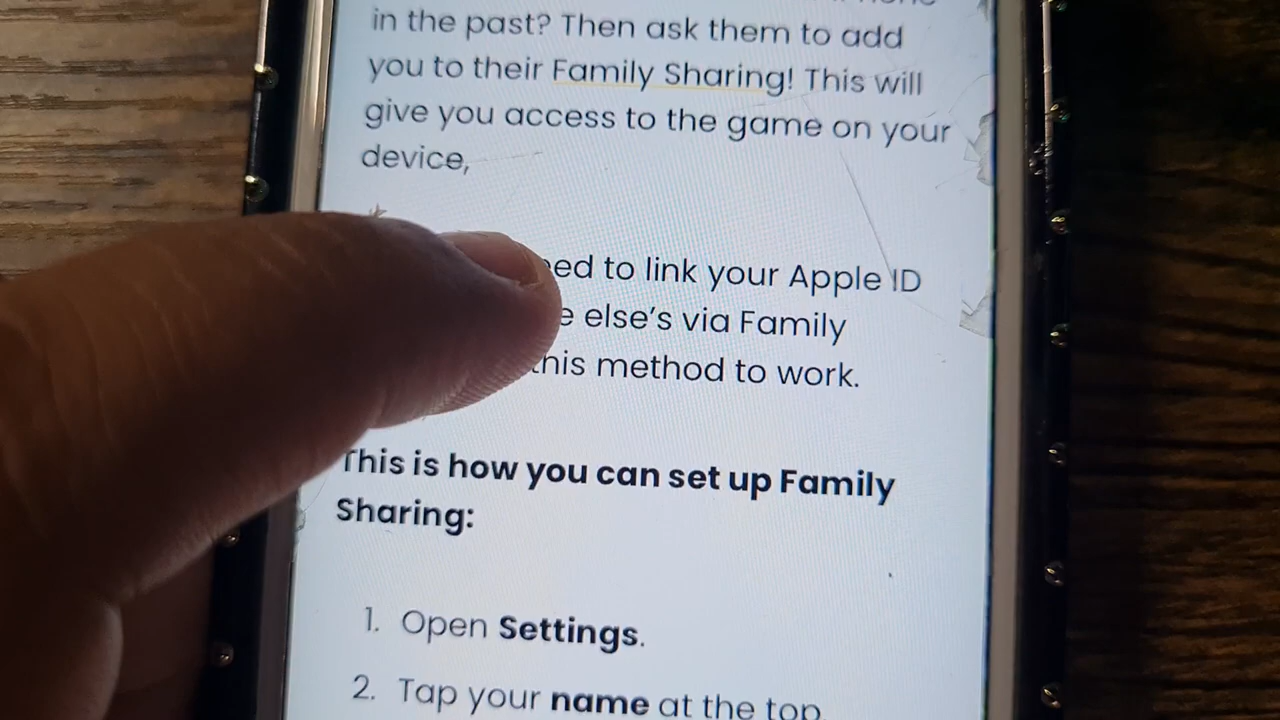 in the past? Then ask them to add
you to their Family Sharing! This will
give you access to the game on your
device,
to link your Apple ID
else's via Family
this method to work.
This is how you can set up Family
Sharing:
1. Open Settings.
2. Tap your name at the top.